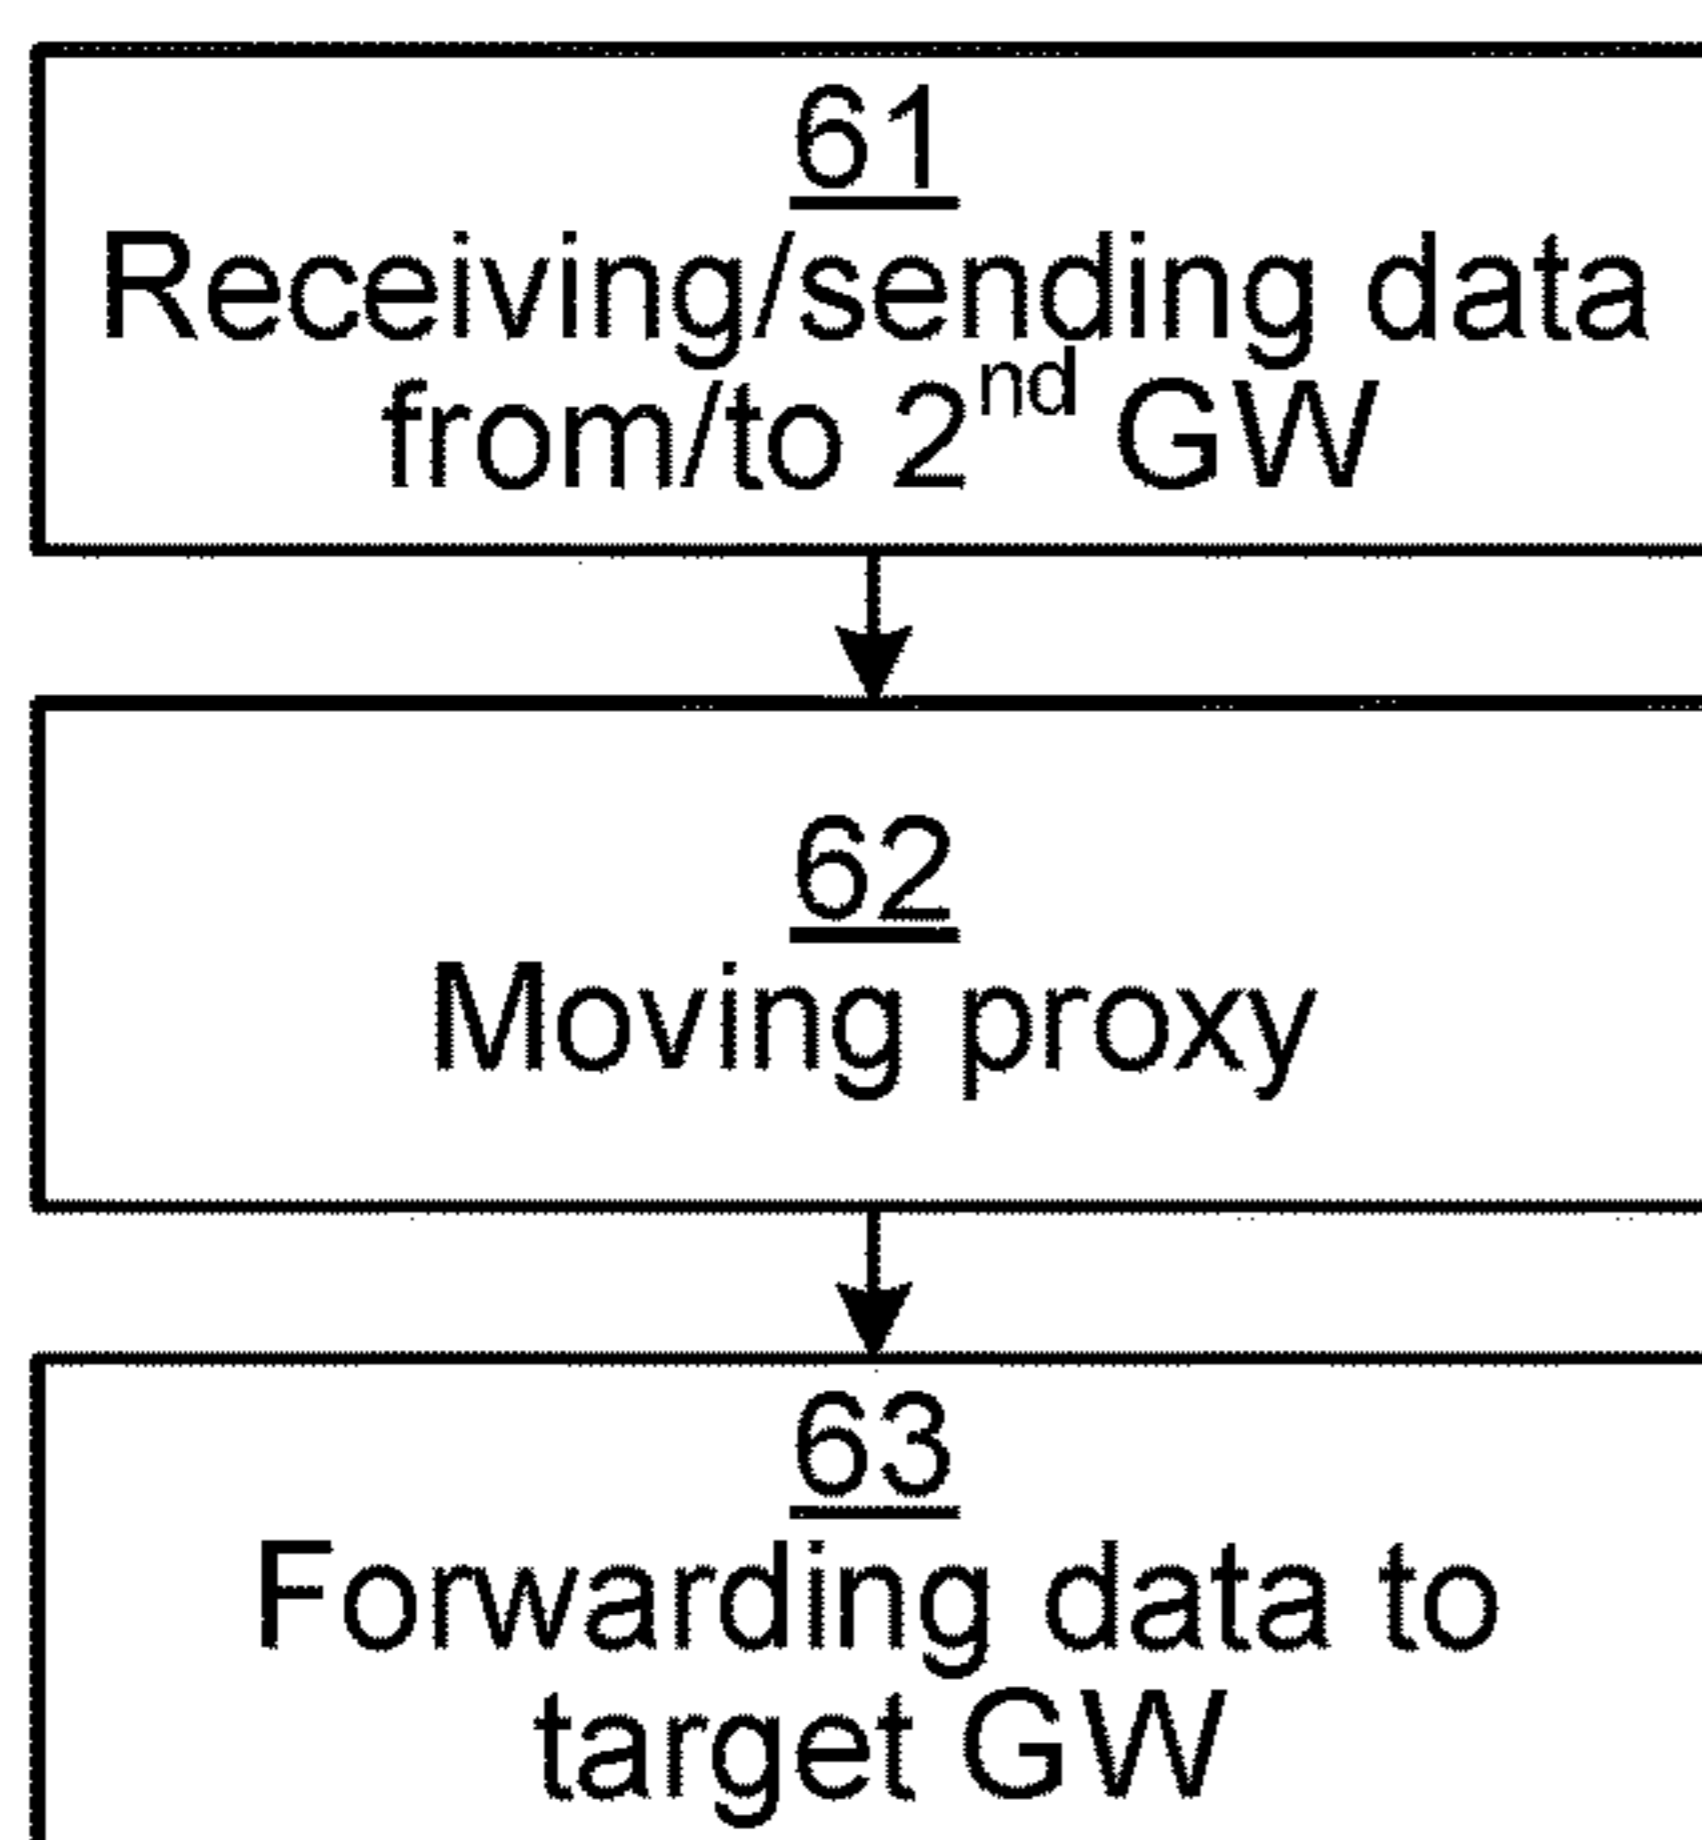 61
Receiving/sending data
from/to 2nd GW
62
Moving proxy
63
Forwarding data to
target GW